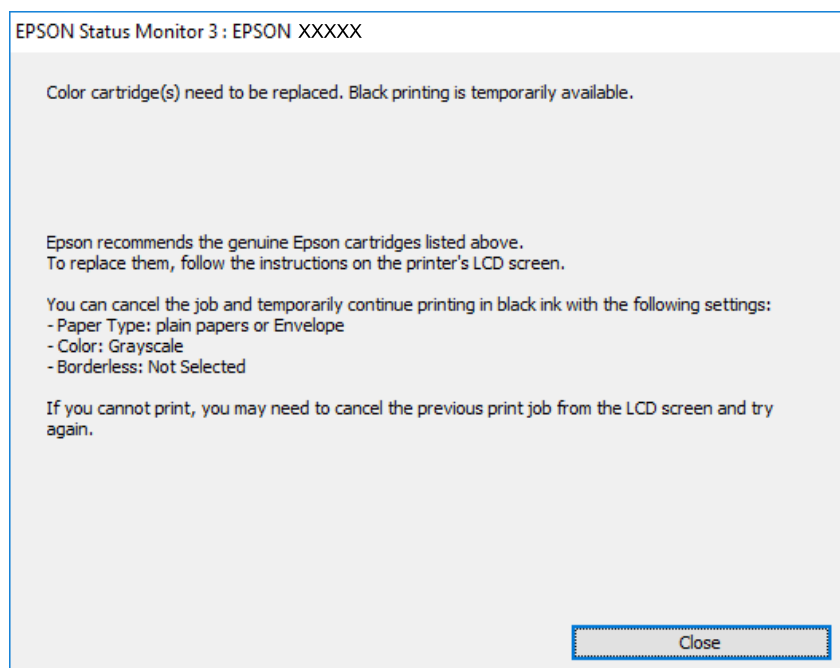 EPSON Status Monitor 3 : EPSON XXXXX
Color cartridge(s) need to be replaced. Black printing is temporarily available.
Epson recommends the genuine Epson cartridges listed above.
To replace them, follow the instructions on the printer's LCD screen.
You can cancel the job and temporarily continue printing in black ink with the following settings:
- Paper Type: plain papers or Envelope
- Color: Grayscale
- Borderless: Not Selected
If you cannot print, you may need to cancel the previous print job from the LCD screen and try
again.
Close